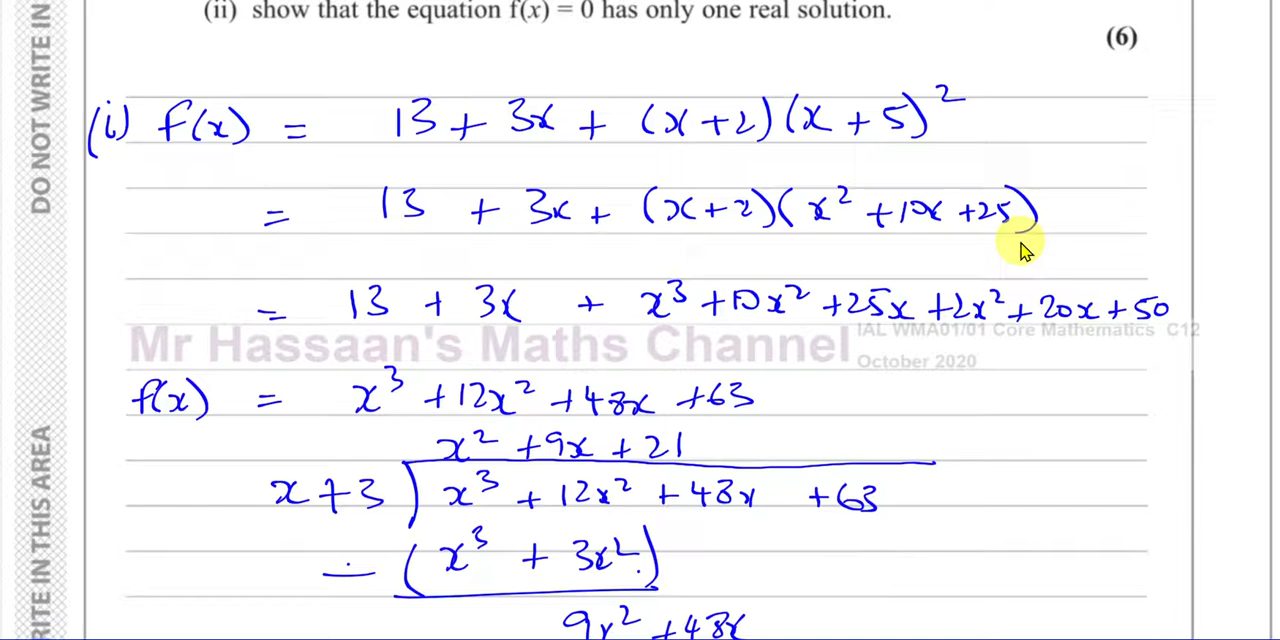 (ii) show that the equation f(x) = 0 has only one real solution.
(6)
DO NOT WRITE IN
(i) f(x) = 13 + 3x + (x+2)(x+5)²
= 13 + 3x + (x+2)(x² + 10x + 25)
= 13 + 3x + x³ + 10x² + 25x + 2x² + 20x + 50
Mr Hassaan's Maths Channel
IAL WMA01/01 Core Mathematics C12
October 2020
f(x) = x³ + 12x² + 48x + 63
x² + 9x + 21
x + 3 ) x³ + 12x² + 48x + 63
- (x³ + 3x²)
9x² + 48x
RITE IN THIS AREA